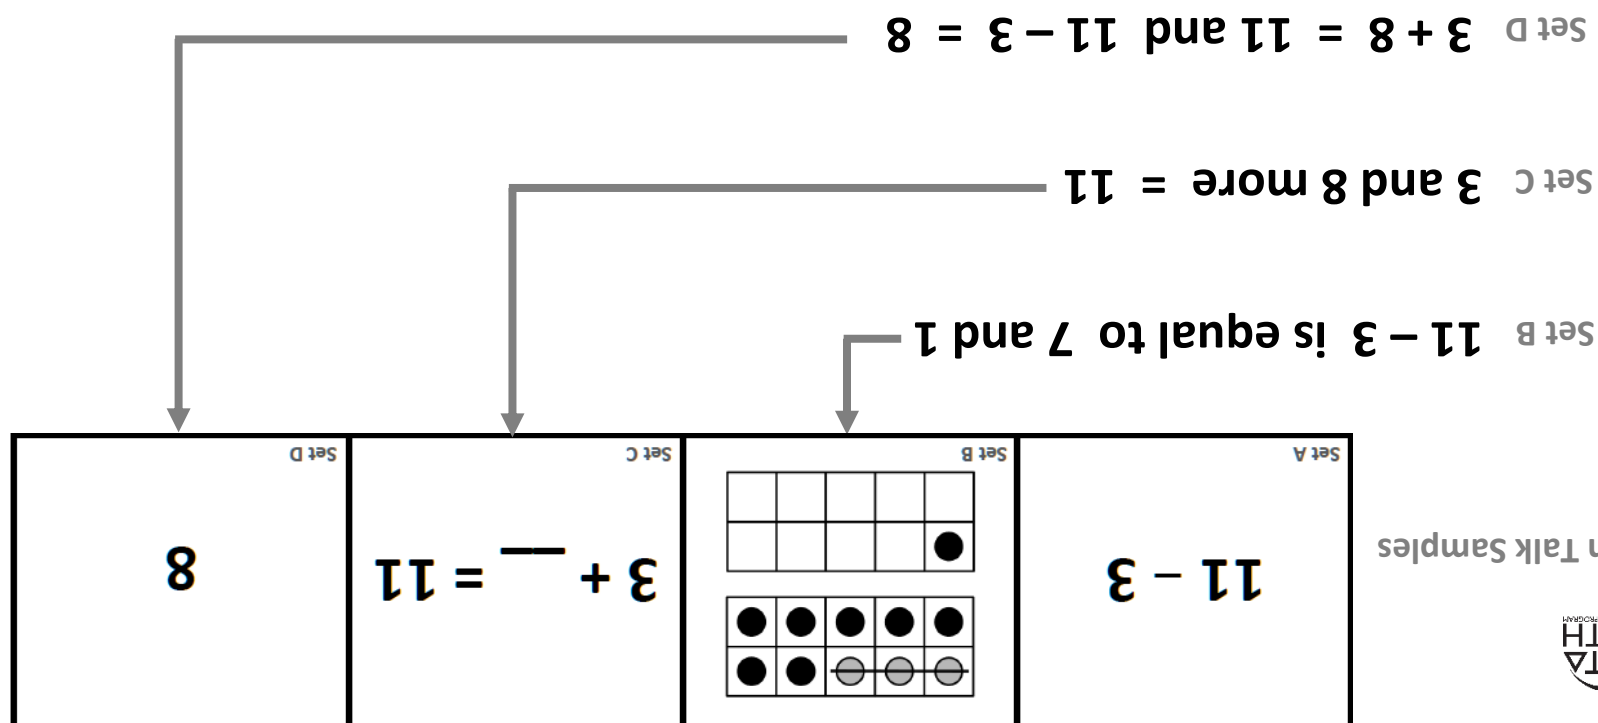 11 – 3
3 + __ = 11
8
Set A
Set B
Set C
Set D
Talk Samples
Set B 11 – 3 is equal to 7 and 1
Set C 3 and 8 more = 11
Set D 3 + 8 = 11 and 11 – 3 = 8